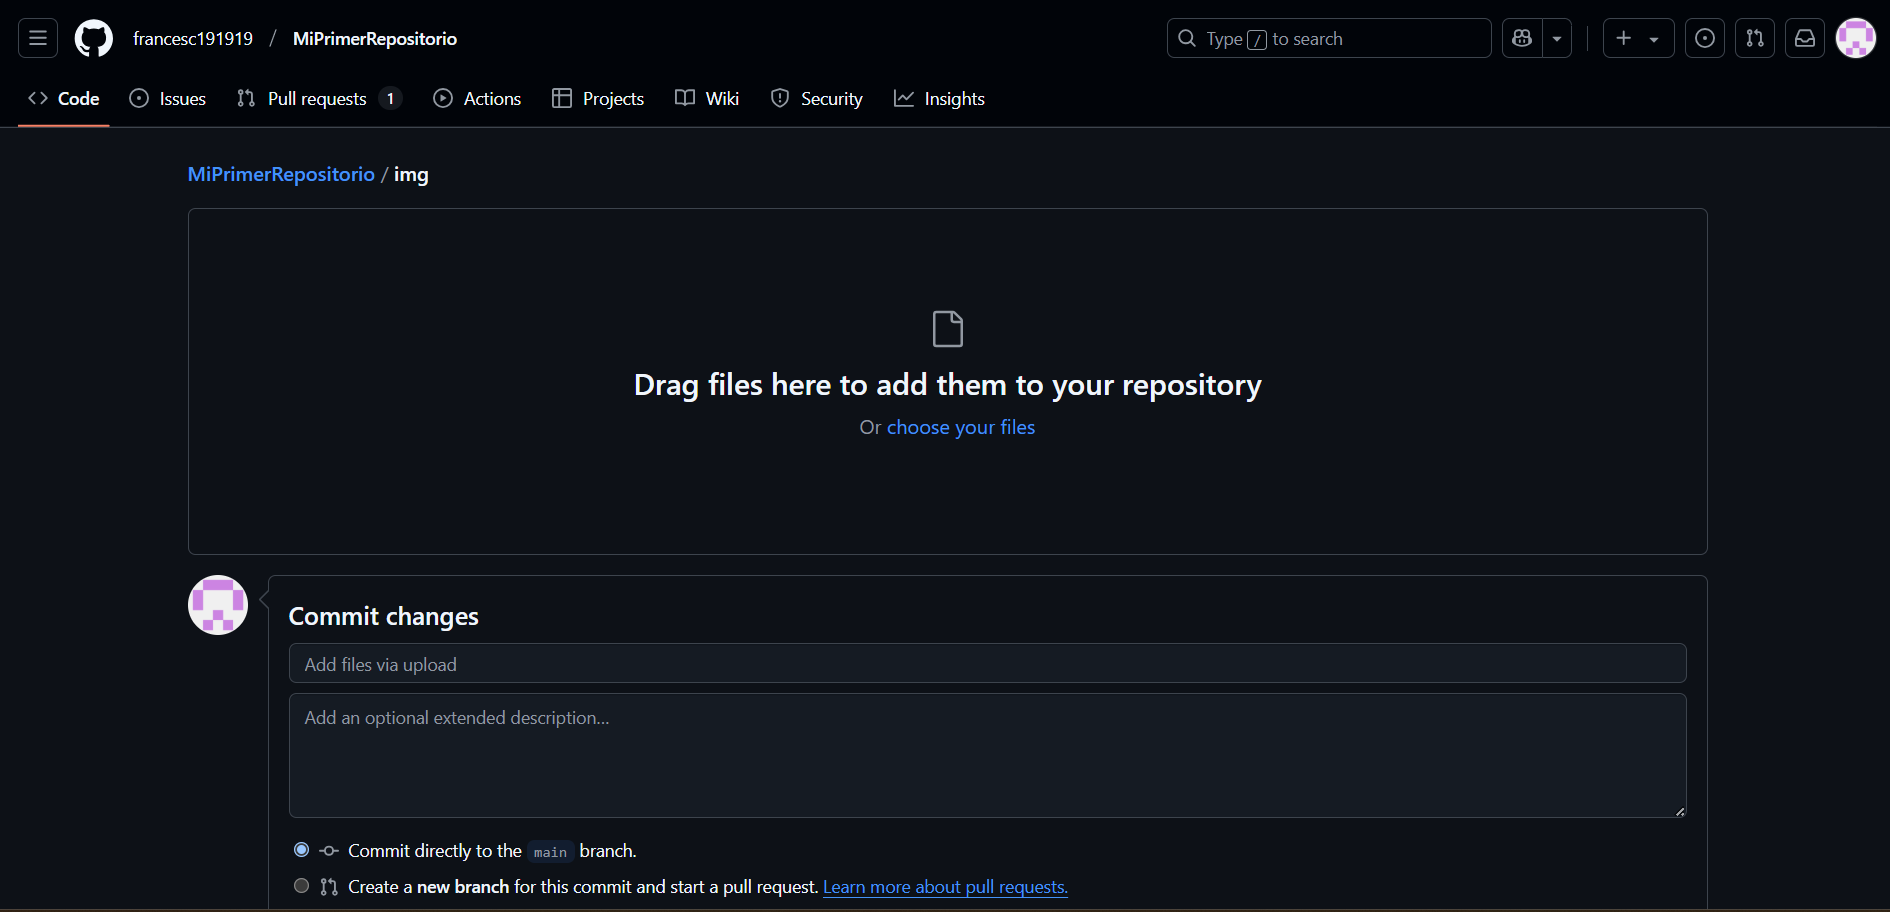 francesc191919 / MiPrimerRepositorio
Type / to search
Code Issues Pull requests 1 Actions Projects Wiki Security Insights
MiPrimerRepositorio / img
Drag files here to add them to your repository
Or choose your files
Commit changes
Add files via upload
Add an optional extended description...
Commit directly to the main branch.
Create a new branch for this commit and start a pull request. Learn more about pull requests.